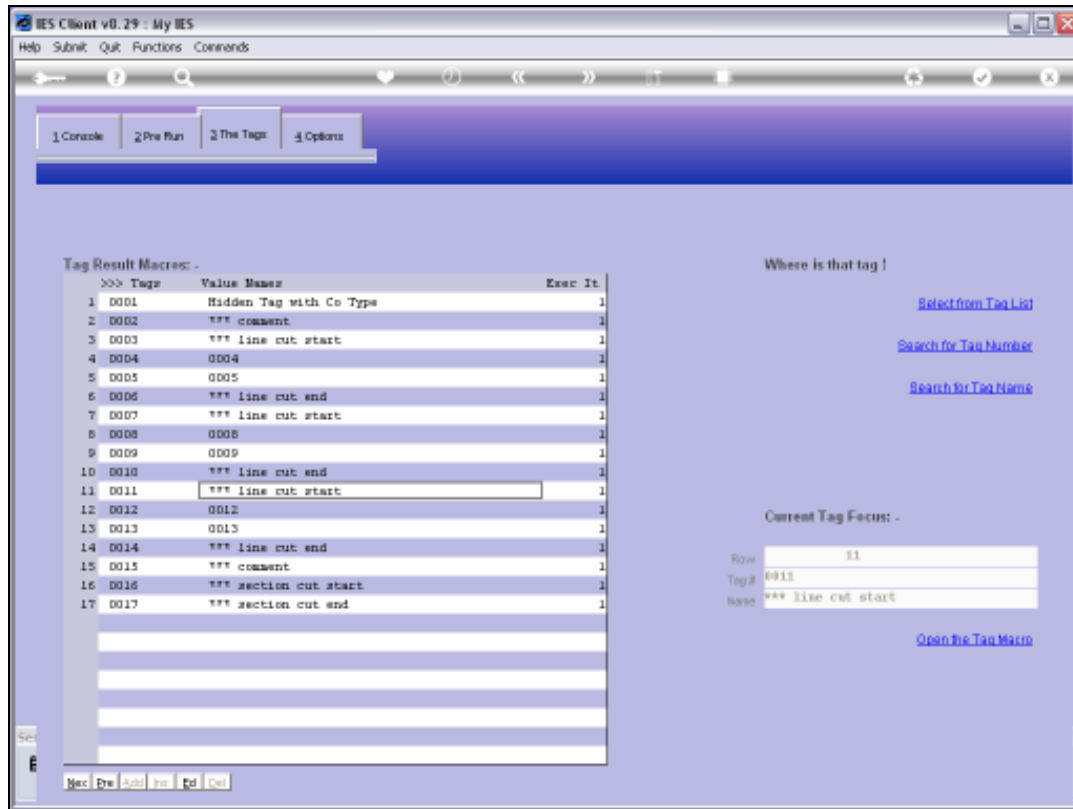 IES Client v8.29 : My IES
Help Submit Quit Functions Commands
1 Console 2 Pre Run 3 The Tags 4 Options
Tag Result Macros: -
>>> Tags Value Names Exec It
1 0001 Hidden Tag with Co Type 1
2 0002 *** comment 1
3 0003 *** line cut start 1
4 0004 0004 1
5 0005 0005 1
6 0006 *** line cut end 1
7 0007 *** line cut start 1
8 0008 0008 1
9 0009 0009 1
10 0010 *** line cut end 1
11 0011 *** line cut start 1
12 0012 0012 1
13 0013 0013 1
14 0014 *** line cut end 1
15 0015 *** comment 1
16 0016 *** section cut start 1
17 0017 *** section cut end 1
Where is that tag !
Select from Tag List
Search for Tag Number
Search for Tag Name
Current Tag Focus: -
Row 11
Tag # 0011
Name *** line cut start
Open the Tag Macro
Nex Pre Add Ins Ed Del